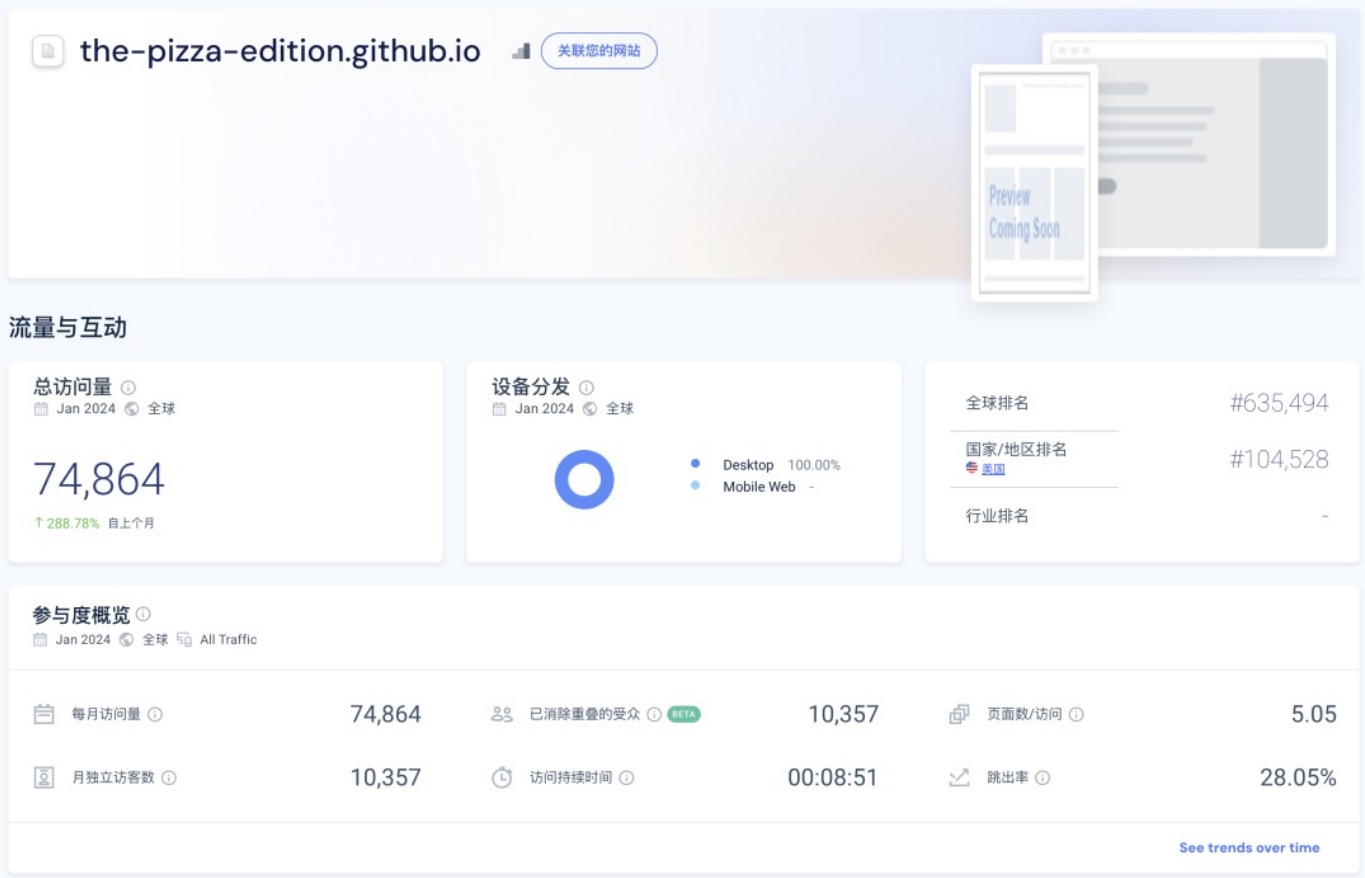 the-pizza-edition.github.io 关联您的网站
Preview
Coming Soon
流量与互动
总访问量
Jan 2024 全球
74,864
↑ 288.78% 自上个月
设备分发
Jan 2024 全球
Desktop 100.00%
Mobile Web -
全球排名 #635,494
国家/地区排名 #104,528
美国
行业排名 -
参与度概览
Jan 2024 全球 All Traffic
每月访问量 74,864 已消除重叠的受众 BETA 10,357 页面数/访问 5.05
月独立访客数 10,357 访问持续时间 00:08:51 跳出率 28.05%
See trends over time